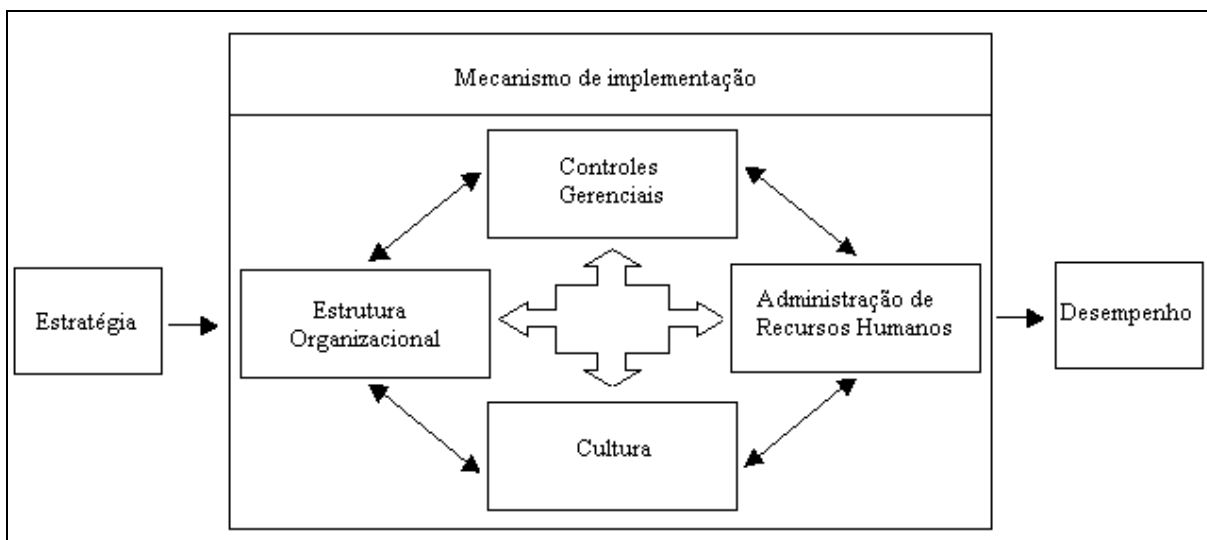 Mecanismo de implementação
Controles
Gerenciais
Estratégia
Estrutura
Organizacional
Administração de
Recursos Humanos
Desempenho
Cultura